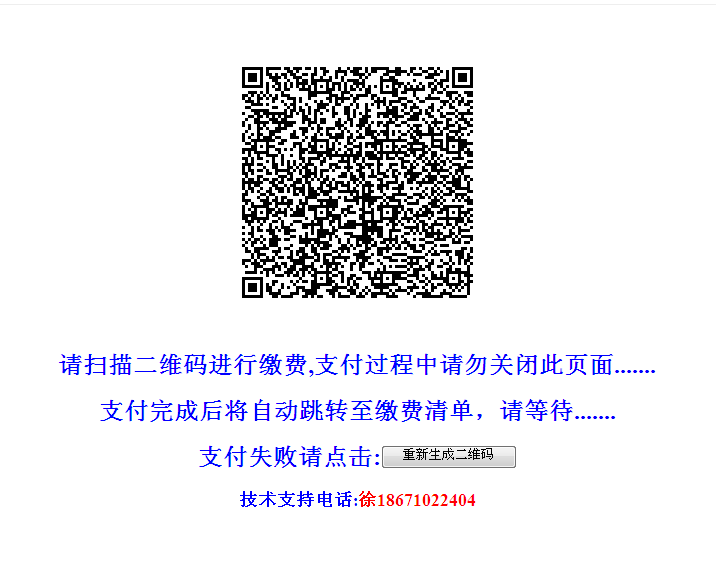 请扫描二维码进行缴费,支付过程中请勿关闭此页面.......
支付完成后将自动跳转至缴费清单，请等待.......
支付失败请点击:重新生成二维码
技术支持电话:徐18671022404